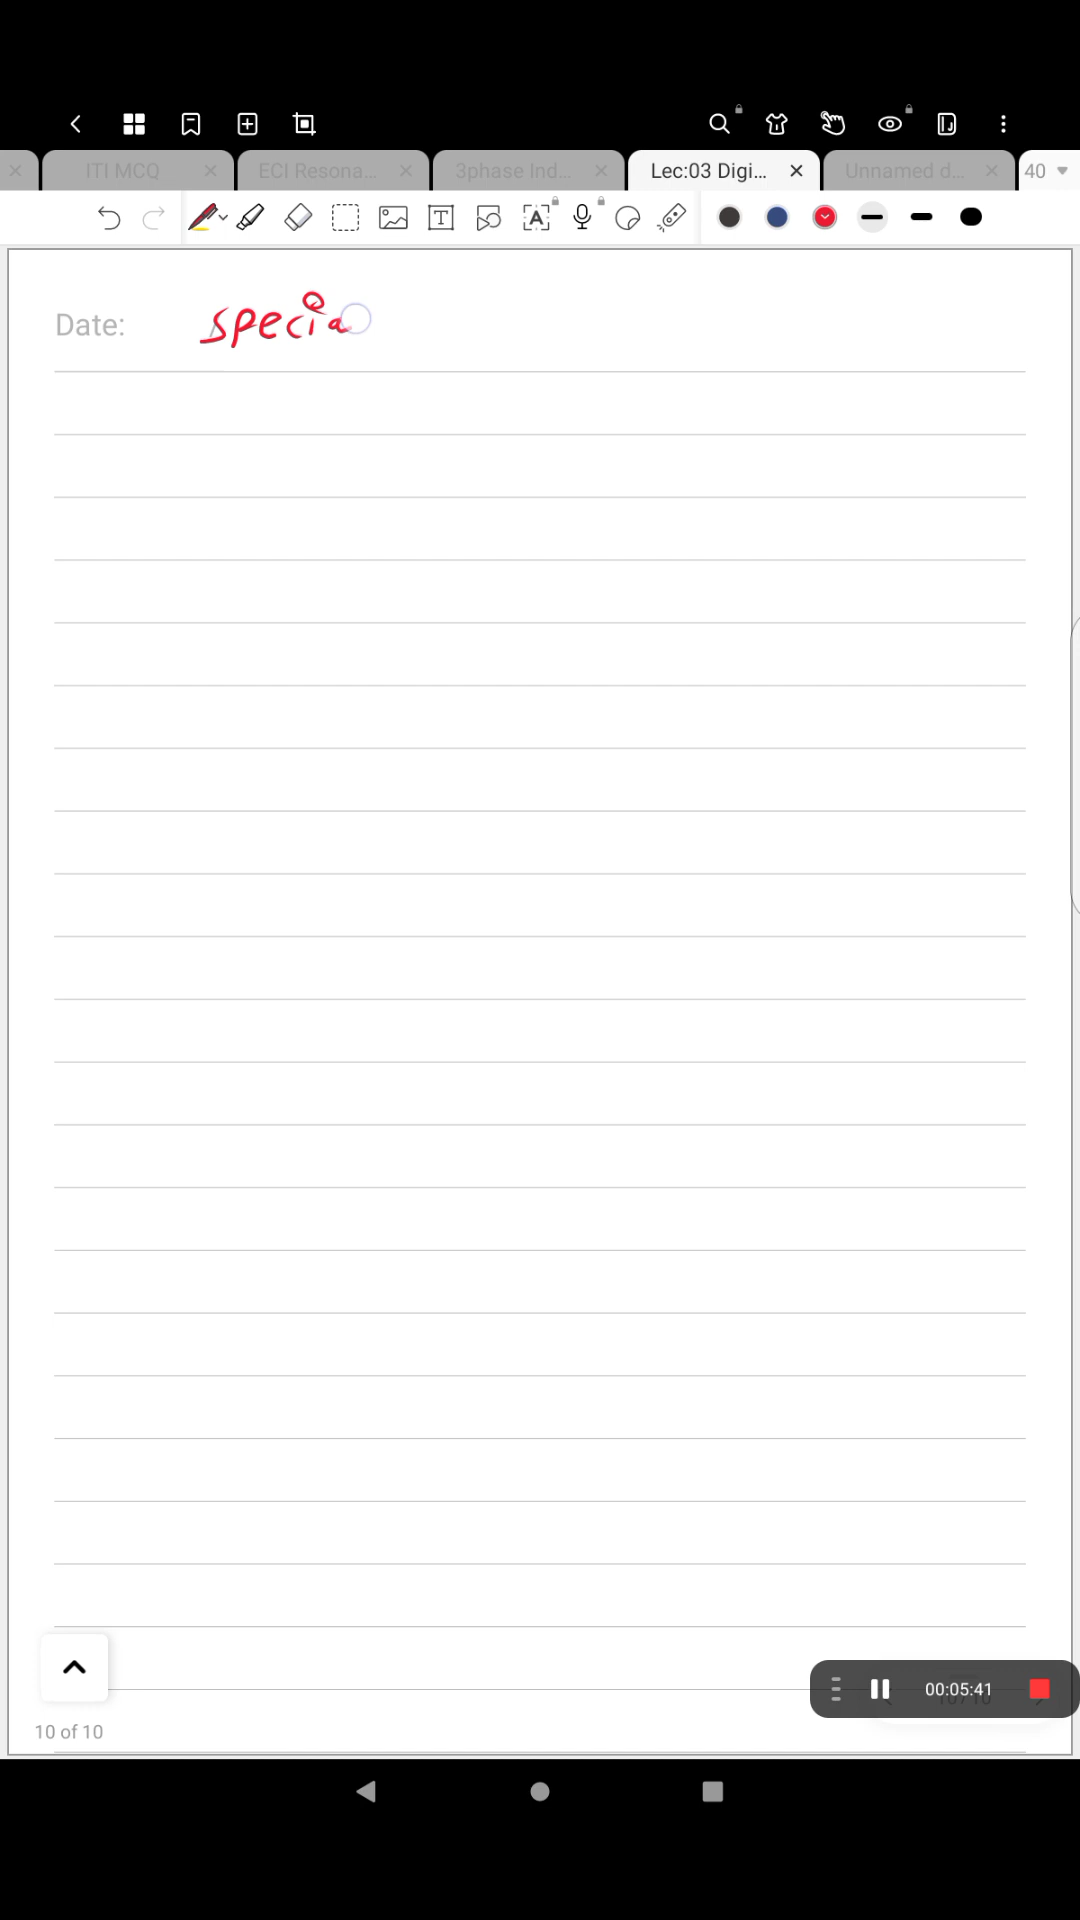 ITI MCQ
ECI Resona...
3phase Ind...
Lec:03 Digi...
Unnamed d...
40
Date: specia
00:05:41
10 of 10